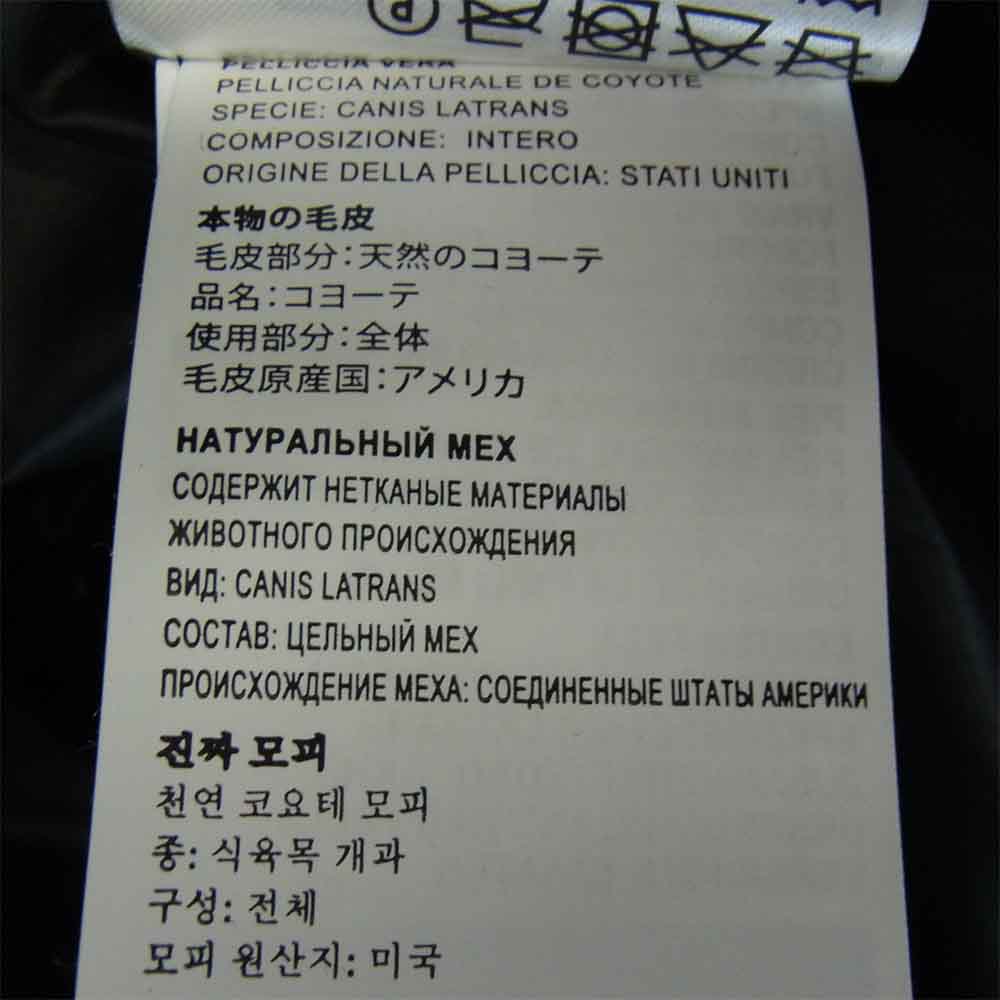 P
PELLICCIA VERA
PELLICCIA NATURALE DE COYOTE
SPECIE: CANIS LATRANS
COMPOSIZIONE: INTERO
ORIGINE DELLA PELLICCIA: STATI UNITI
本物の毛皮
毛皮部分:天然のコヨーテ
品名:コヨーテ
使用部分:全体
毛皮原産国:アメリカ
НАТУРАЛЬНЫЙ МЕХ
СОДЕРЖИТ НЕТКАНЫЕ МАТЕРИАЛЫ
ЖИВОТНОГО ПРОИСХОЖДЕНИЯ
ВИД: CANIS LATRANS
СОСТАВ: ЦЕЛЬНЫЙ МЕХ
ПРОИСХОЖДЕНИЕ МЕХА: СОЕДИНЕННЫЕ ШТАТЫ АМЕРИКИ
진짜 모피
천연 코요테 모피
종: 식육목 개과
구성: 전체
모피 원산지: 미국